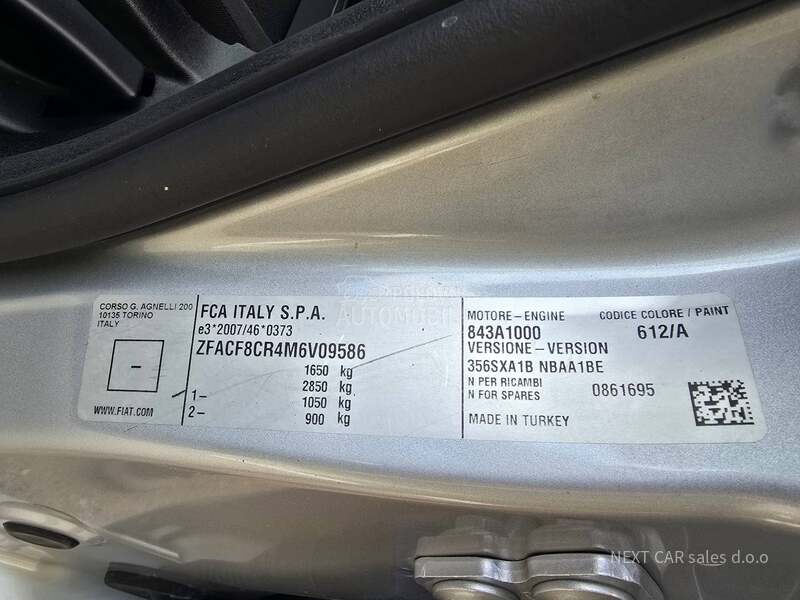 CORSO G. AGNELLI 200
10135 TORINO
ITALY
-
WWW.FIAT.COM
FCA ITALY S.P.A.
e3*2007/46*0373
ZFACF8CR4M6V09586
1650 kg
2850 kg
1– 1050 kg
2– 900 kg
MOTORE–ENGINE
843A1000
VERSIONE–VERSION
356SXA1B NBAA1BE
N PER RICAMBI
N FOR SPARES 0861695
MADE IN TURKEY
CODICE COLORE / PAINT
612/A
NEXT CAR sales d.o.o